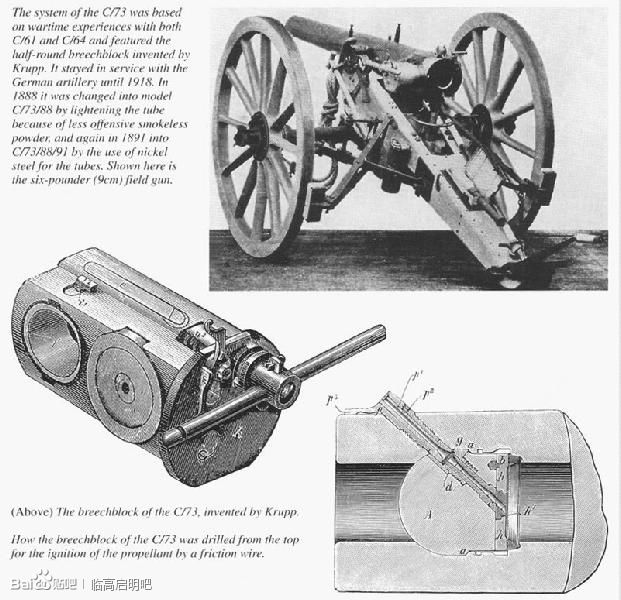 The system of the C/73 was based
on wartime experiences with both
C/61 and C/64 and featured the
half-round breechblock invented by
Krupp. It stayed in service with the
German artillery until 1918. In
1888 it was changed into model
C/73/88 by lightening the tube
because of less offensive smokeless
powder, and again in 1891 into
C/73/88/91 by the use of nickel
steel for the tubes. Shown here is
the six-pounder (9cm) field gun.
p¹
p²
p³
g
a
d
b
h
A
h'
h
a
(Above) The breechblock of the C/73, invented by Krupp.
How the breechblock of the C/73 was drilled from the top
for the ignition of the propellant by a friction wire.
Bai 贴吧 | 临高启明吧